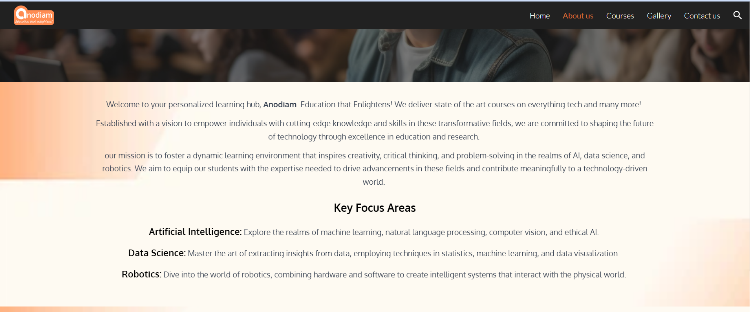 Anodiam
Home About us Courses Gallery Contact us
Welcome to your personalized learning hub, Anodiam. Education that Enlightens! We deliver state of the art courses on everything tech and many more!
Established with a vision to empower individuals with cutting-edge knowledge and skills in these transformative fields, we are committed to shaping the future
of technology through excellence in education and research.
our mission is to foster a dynamic learning environment that inspires creativity, critical thinking, and problem-solving in the realms of AI, data science, and
robotics. We aim to equip our students with the expertise needed to drive advancements in these fields and contribute meaningfully to a technology-driven
world.
Key Focus Areas
Artificial Intelligence: Explore the realms of machine learning, natural language processing, computer vision, and ethical AI.
Data Science: Master the art of extracting insights from data, employing techniques in statistics, machine learning, and data visualization.
Robotics: Dive into the world of robotics, combining hardware and software to create intelligent systems that interact with the physical world.